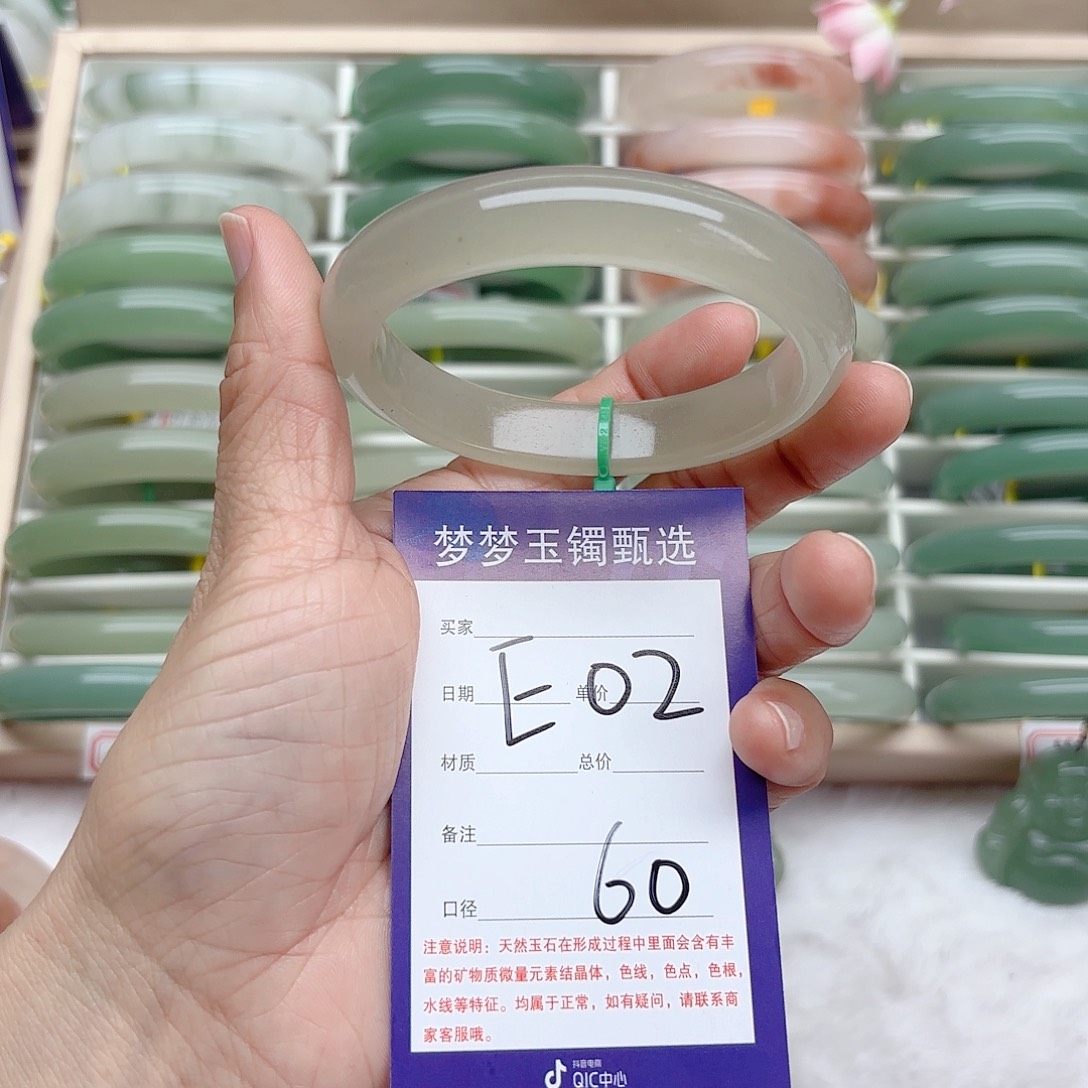 梦梦玉镯甄选
买家
E02
日期 单价
材质 总价
备注
60
口径
注意说明：天然玉石在形成过程中里面会含有丰
富的矿物质微量元素结晶体，色线，色点，色根，
水线等特征。均属于正常，如有疑问，请联系商
家客服哦。
抖音电商
QIC中心